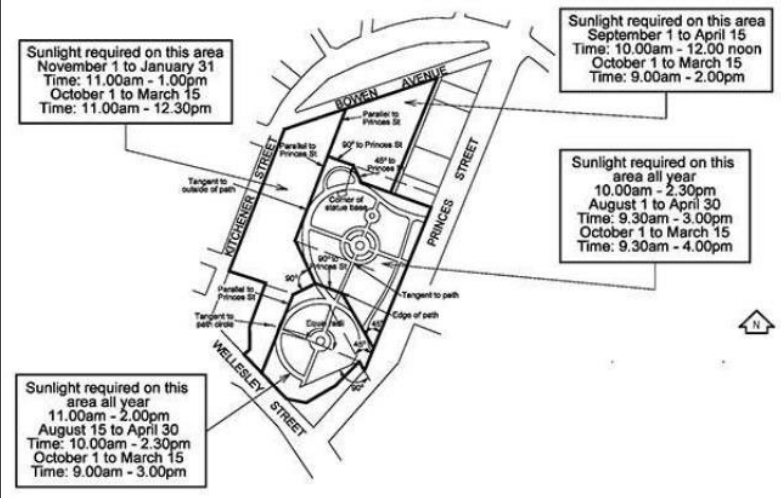 Sunlight required on this area
November 1 to January 31
Time: 11.00am - 1.00pm
October 1 to March 15
Time: 11.00am - 12.30pm
Sunlight required on this area
September 1 to April 15
Time: 10.00am - 12.00 noon
October 1 to March 15
Time: 9.00am - 2.00pm
BOWEN AVENUE
Parallel to
Princes St
KITCHENER STREET
Parallel to
Princes St
90° to Princes St
45° to
Princes
PRINCES STREET
Sunlight required on this
area all year
10.00am - 2.30pm
August 1 to April 30
Time: 9.30am - 3.00pm
October 1 to March 15
Time: 9.30am - 4.00pm
Tangent to
outside of path
Corner of
statue base
90° to
Princes St
90°
Parallel to
Princes St
Tangent to path
Edge of path
Tangent to
path circle
45°
45°
90°
N
WELLESLEY STREET
Sunlight required on this
area all year
11.00am - 2.00pm
August 15 to April 30
Time: 10.00am - 2.30pm
October 1 to March 15
Time: 9.00am - 3.00pm